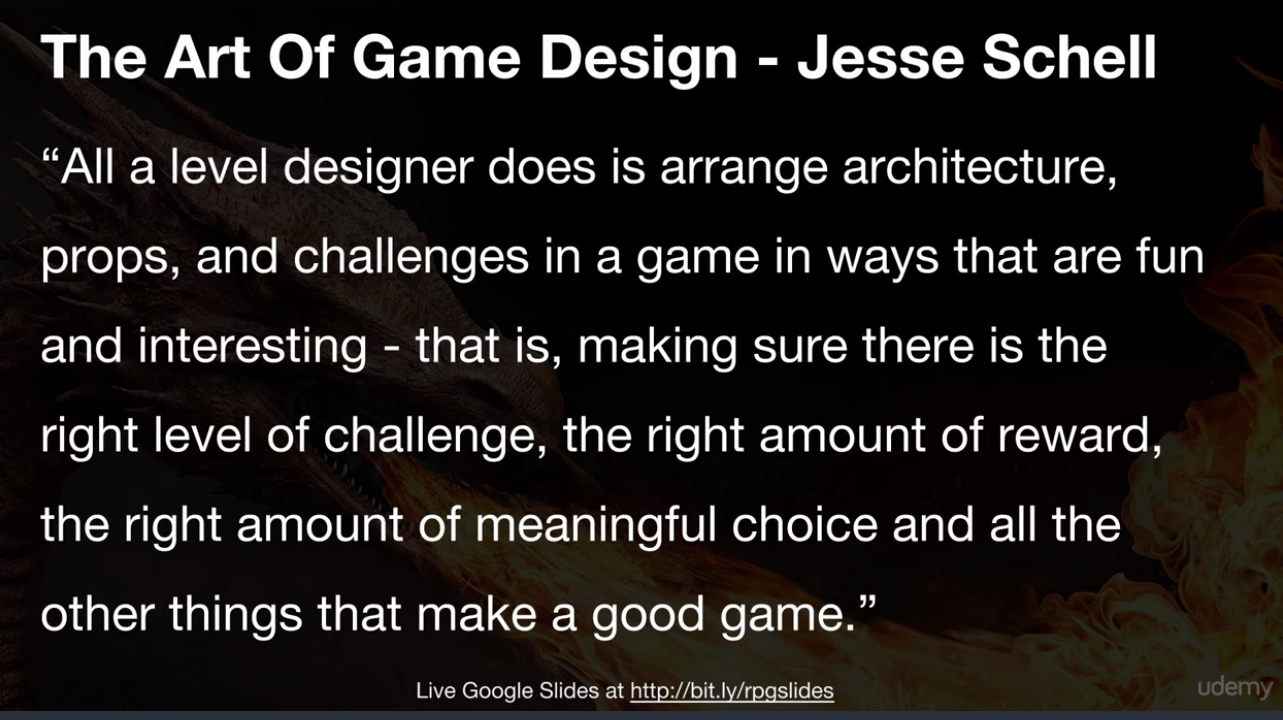 The Art Of Game Design - Jesse Schell
“All a level designer does is arrange architecture,
props, and challenges in a game in ways that are fun
and interesting - that is, making sure there is the
right level of challenge, the right amount of reward,
the right amount of meaningful choice and all the
other things that make a good game.”
Live Google Slides at http://bit.ly/rpgslides
udemy